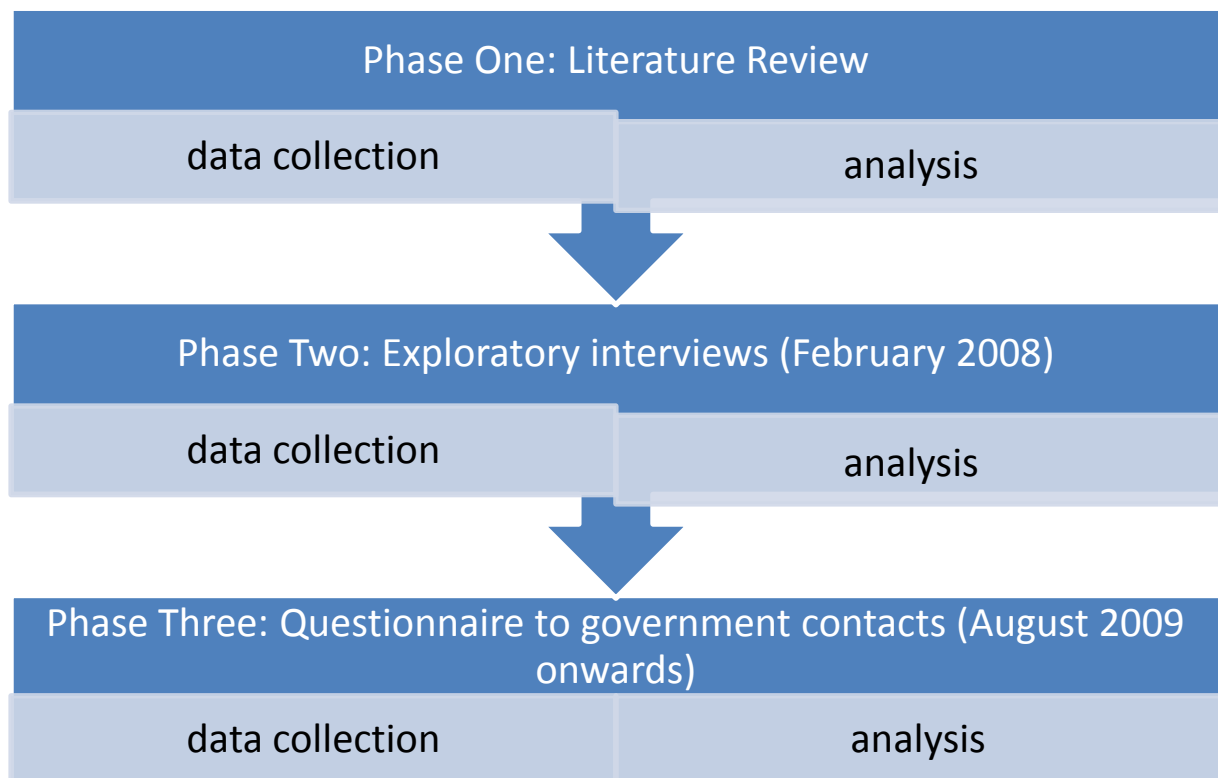 Phase One: Literature Review
data collection
analysis
Phase Two: Exploratory interviews (February 2008)
data collection
analysis
Phase Three: Questionnaire to government contacts (August 2009
onwards)
data collection
analysis